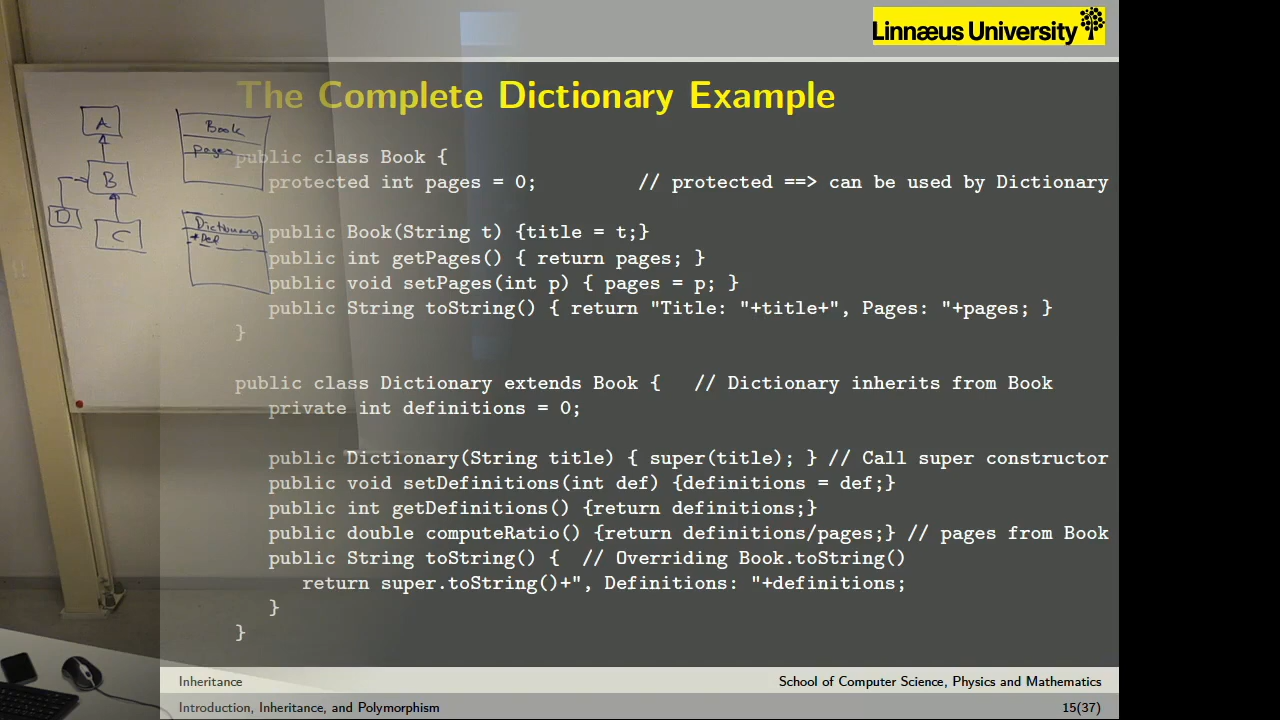 Linnæus University
The Complete Dictionary Example
public class Book {
protected int pages = 0; // protected ==> can be used by Dictionary
public Book(String t) {title = t;}
public int getPages() { return pages; }
public void setPages(int p) { pages = p; }
public String toString() { return "Title: "+title+", Pages: "+pages; }
}
public class Dictionary extends Book { // Dictionary inherits from Book
private int definitions = 0;
public Dictionary(String title) { super(title); } // Call super constructor
public void setDefinitions(int def) {definitions = def;}
public int getDefinitions() {return definitions;}
public double computeRatio() {return definitions/pages;} // pages from Book
public String toString() { // Overriding Book.toString()
return super.toString()+", Definitions: "+definitions;
}
}
A
B
D
C
Book
pages
Dictionary
+Def
Inheritance
School of Computer Science, Physics and Mathematics
Introduction, Inheritance, and Polymorphism
15(37)